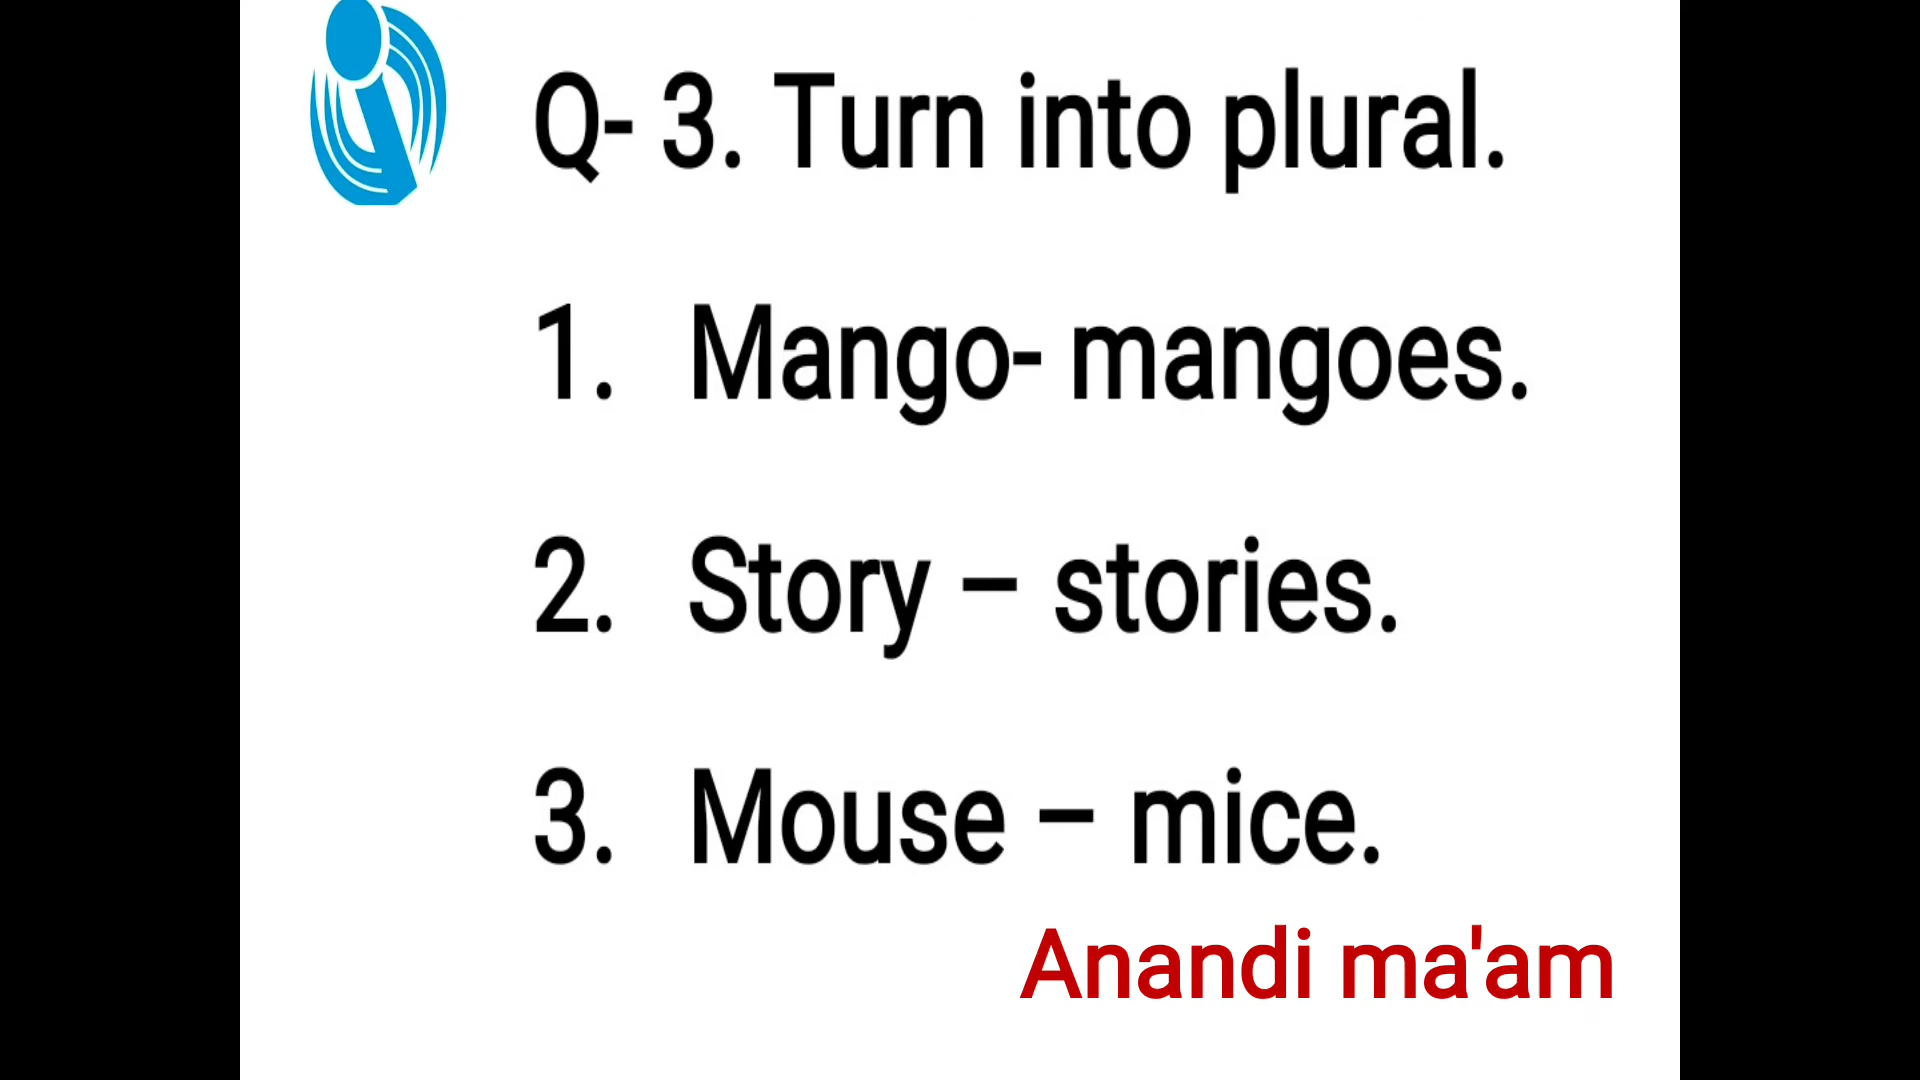 Q- 3. Turn into plural.
1. Mango- mangoes.
2. Story – stories.
3. Mouse – mice.
Anandi ma'am